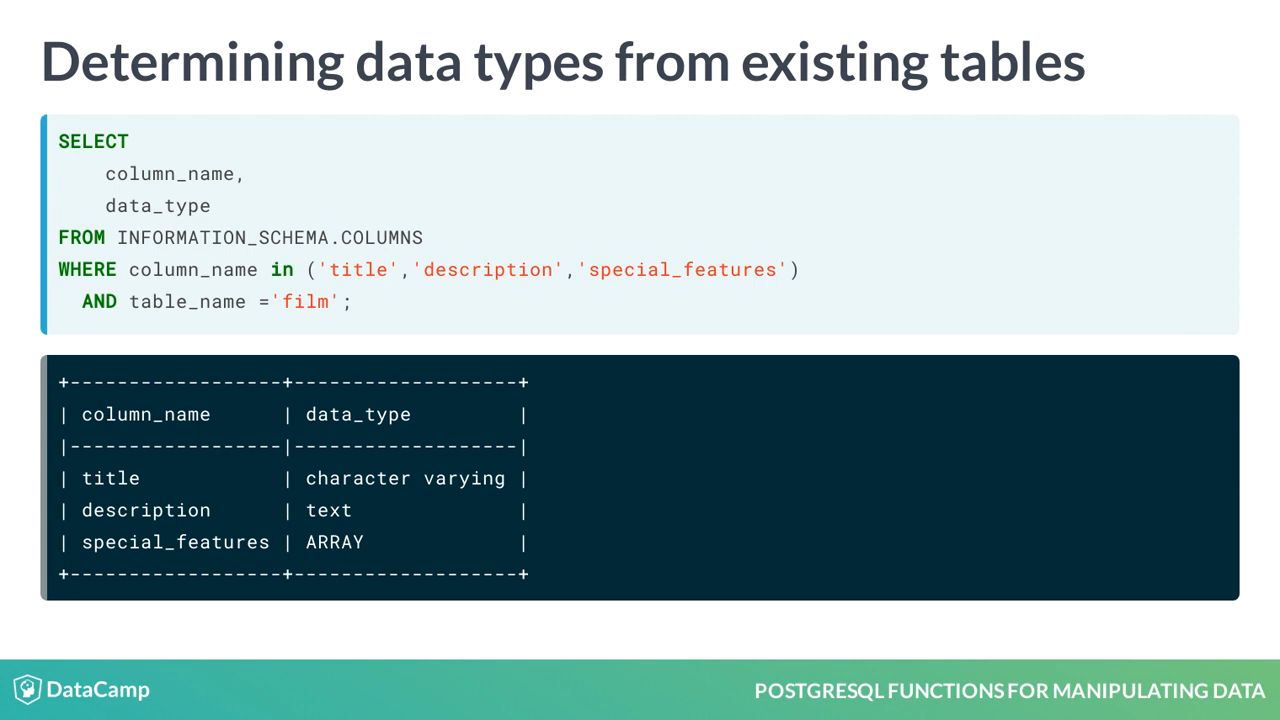 Determining data types from existing tables
SELECT
    column_name,
    data_type
FROM INFORMATION_SCHEMA.COLUMNS
WHERE column_name in ('title','description','special_features')
  AND table_name ='film';
+------------------+-------------------+
| column_name      | data_type         |
|------------------|-------------------|
| title            | character varying |
| description      | text              |
| special_features | ARRAY             |
+------------------+-------------------+
DataCamp
POSTGRESQL FUNCTIONS FOR MANIPULATING DATA